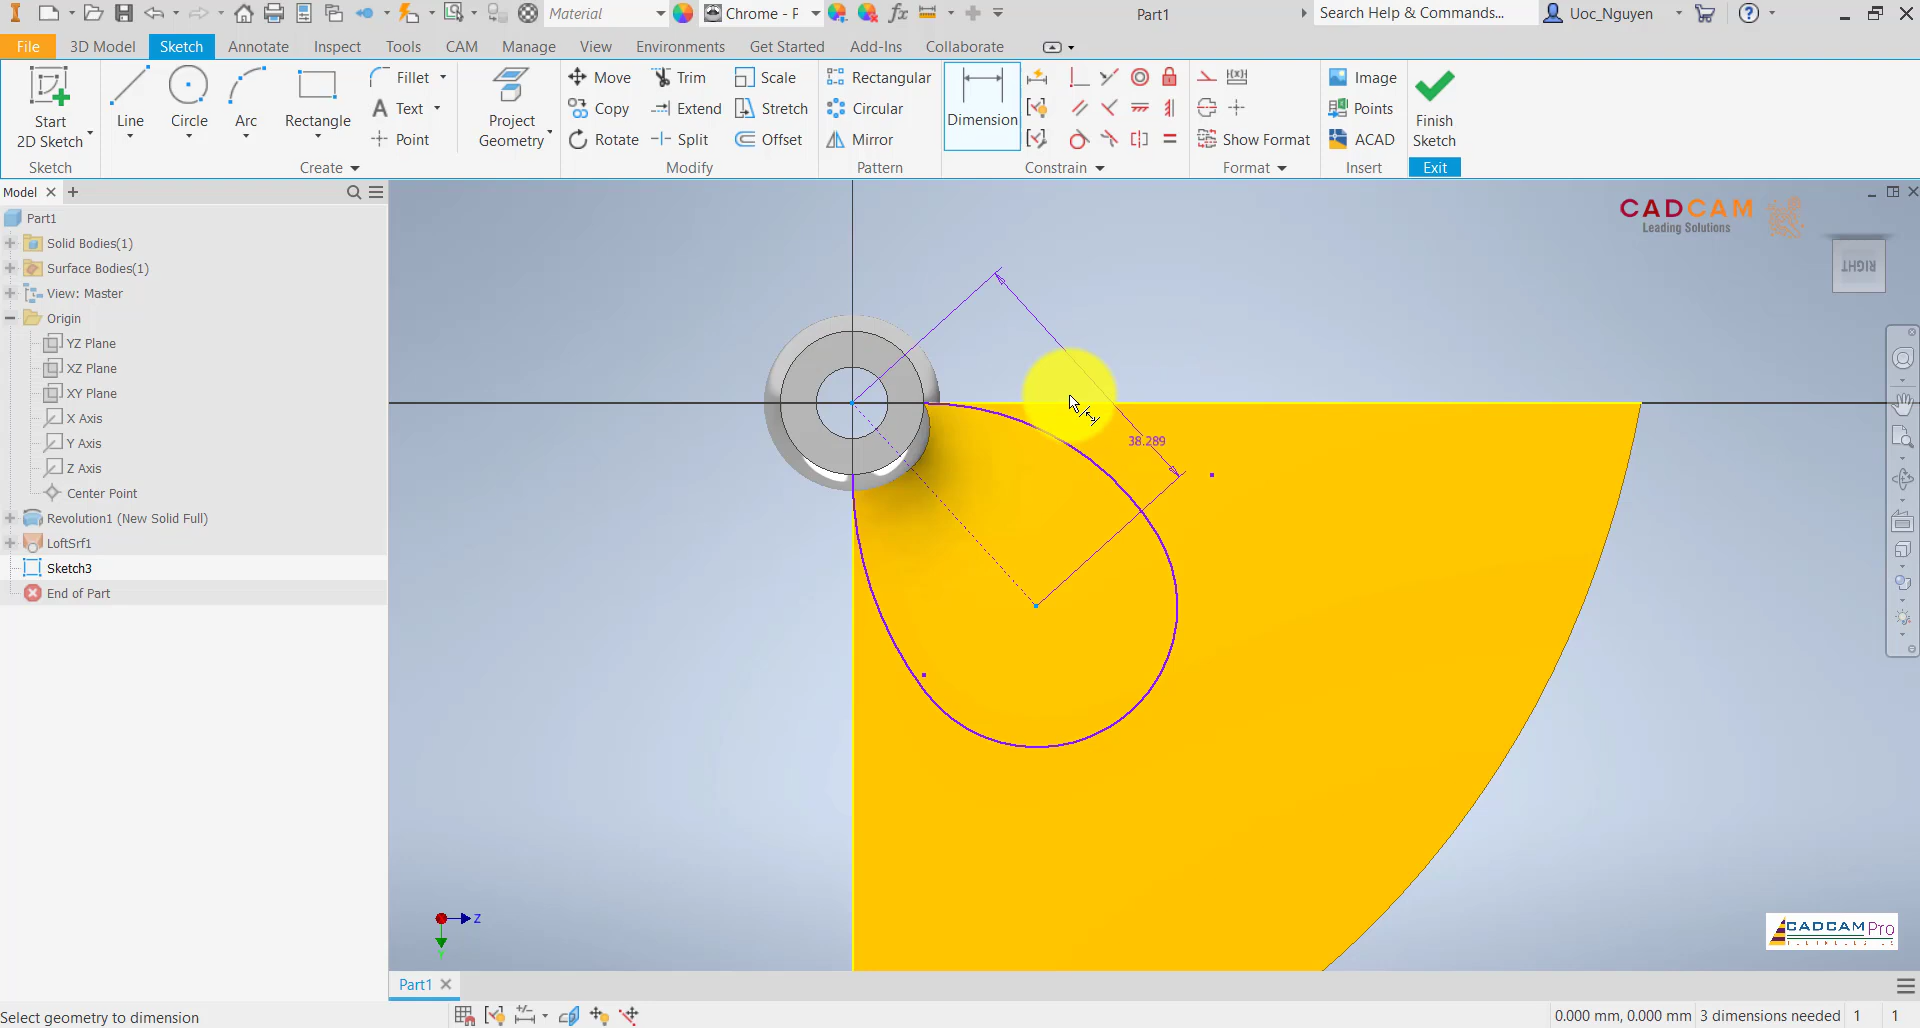 Material
Chrome - P
Part1
Search Help & Commands...
Uoc_Nguyen
File
3D Model
Sketch
Annotate
Inspect
Tools
CAM
Manage
View
Environments
Get Started
Add-Ins
Collaborate
Start
2D Sketch
Line
Circle
Arc
Rectangle
Fillet
Text
Point
Project
Geometry
Move
Copy
Rotate
Trim
Extend
Split
Scale
Stretch
Offset
Rectangular
Circular
Mirror
Dimension
Show Format
Image
Points
ACAD
Finish
Sketch
Sketch
Create
Modify
Pattern
Constrain
Format
Insert
Exit
Model
Part1
Solid Bodies(1)
Surface Bodies(1)
View: Master
Origin
YZ Plane
XZ Plane
XY Plane
X Axis
Y Axis
Z Axis
Center Point
Revolution1 (New Solid Full)
LoftSrf1
Sketch3
End of Part
CADCAM
Leading Solutions
RIGHT
38.289
Z
Y
CADCAM Pro
Part1
Select geometry to dimension
0.000 mm, 0.000 mm
3 dimensions needed
1
1